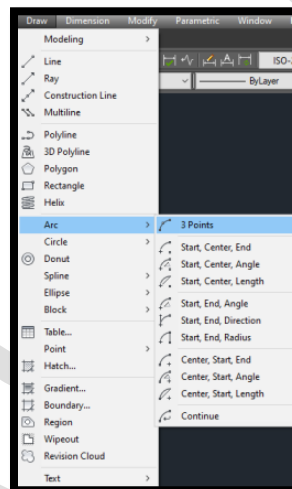 Draw Dimension Modify Parametric Window
Modeling
Line
ISO-
Ray
ByLayer
Construction Line
Multiline
Polyline
3D Polyline
Polygon
Rectangle
Helix
Arc
3 Points
Circle
Start, Center, End
Donut
Start, Center, Angle
Spline
Start, Center, Length
Ellipse
Start, End, Angle
Block
Start, End, Direction
Table...
Start, End, Radius
Point
Hatch...
Center, Start, End
Gradient...
Center, Start, Angle
Boundary...
Center, Start, Length
Region
Continue
Wipeout
Revision Cloud
Text